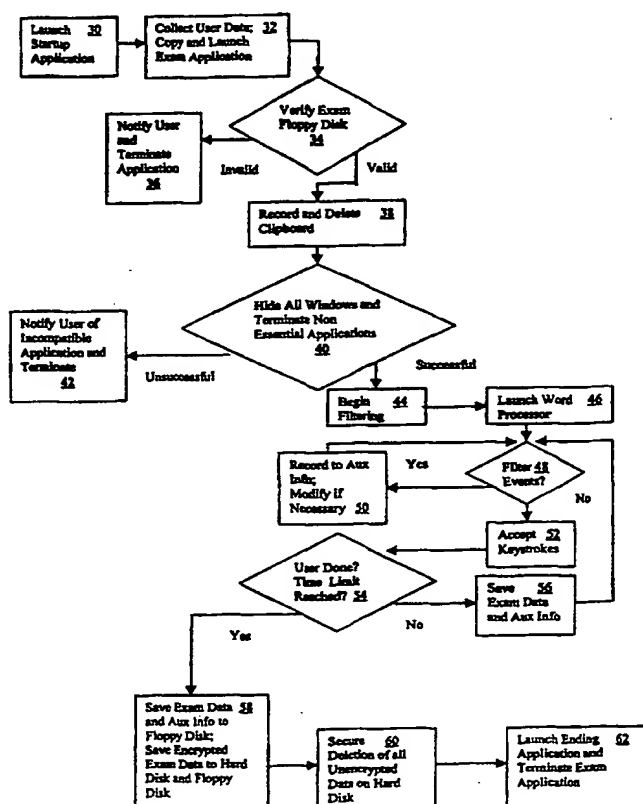 Launch 30
Startup
Application
Collect User Data; 32
Copy and Launch
Exam Application
Verify Exam
Floppy Disk
34
Notify User
and
Terminate
Application
36
Invalid
Valid
Record and Delete 38
Clipboard
Hide All Windows and
Terminate Non
Essential Applications
40
Notify User of
Incompatible
Application and
Terminate
42
Unsuccessful
Successful
Begin 44
Filtering
Launch Word 46
Processor
Record to Aux
Info;
Modify if
Necessary 50
Yes
Filter 48
Events?
No
Accept 52
Keystrokes
User Done?
Time Limit
Reached? 54
Save 56
Exam Data
and Aux Info
Yes
No
Save Exam Data 58
and Aux Info to
Floppy Disk;
Save Encrypted
Exam Data to Hard
Disk and Floppy
Disk
Secure 60
Deletion of all
Unencrypted
Data on Hard
Disk
Launch Ending 62
Application and
Terminate Exam
Application